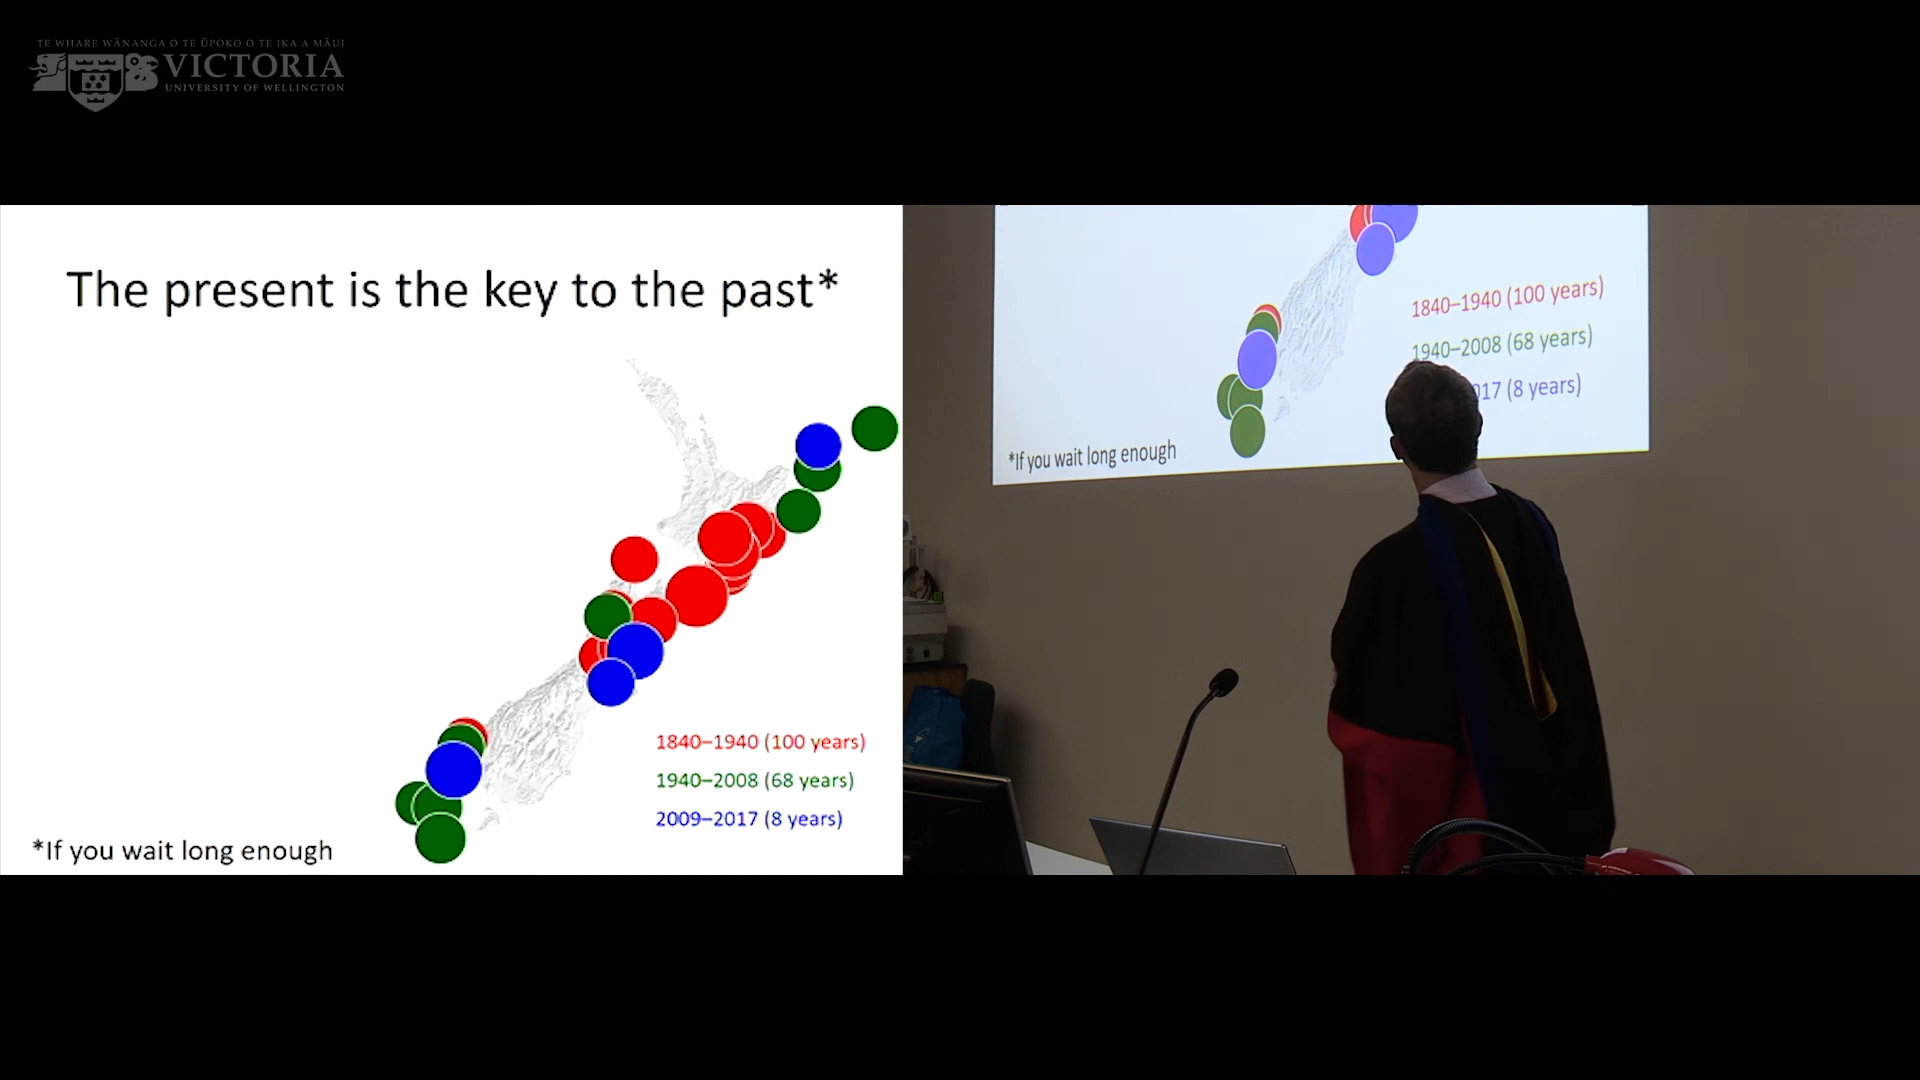 TE WHARE WĀNANGA O TE ŪPOKO O TE IKA A MĀUI
VICTORIA
UNIVERSITY OF WELLINGTON
The present is the key to the past*
1840–1940 (100 years)
1940–2008 (68 years)
2009–2017 (8 years)
*If you wait long enough
1840–1940 (100 years)
1940–2008 (68 years)
017 (8 years)
*If you wait long enough